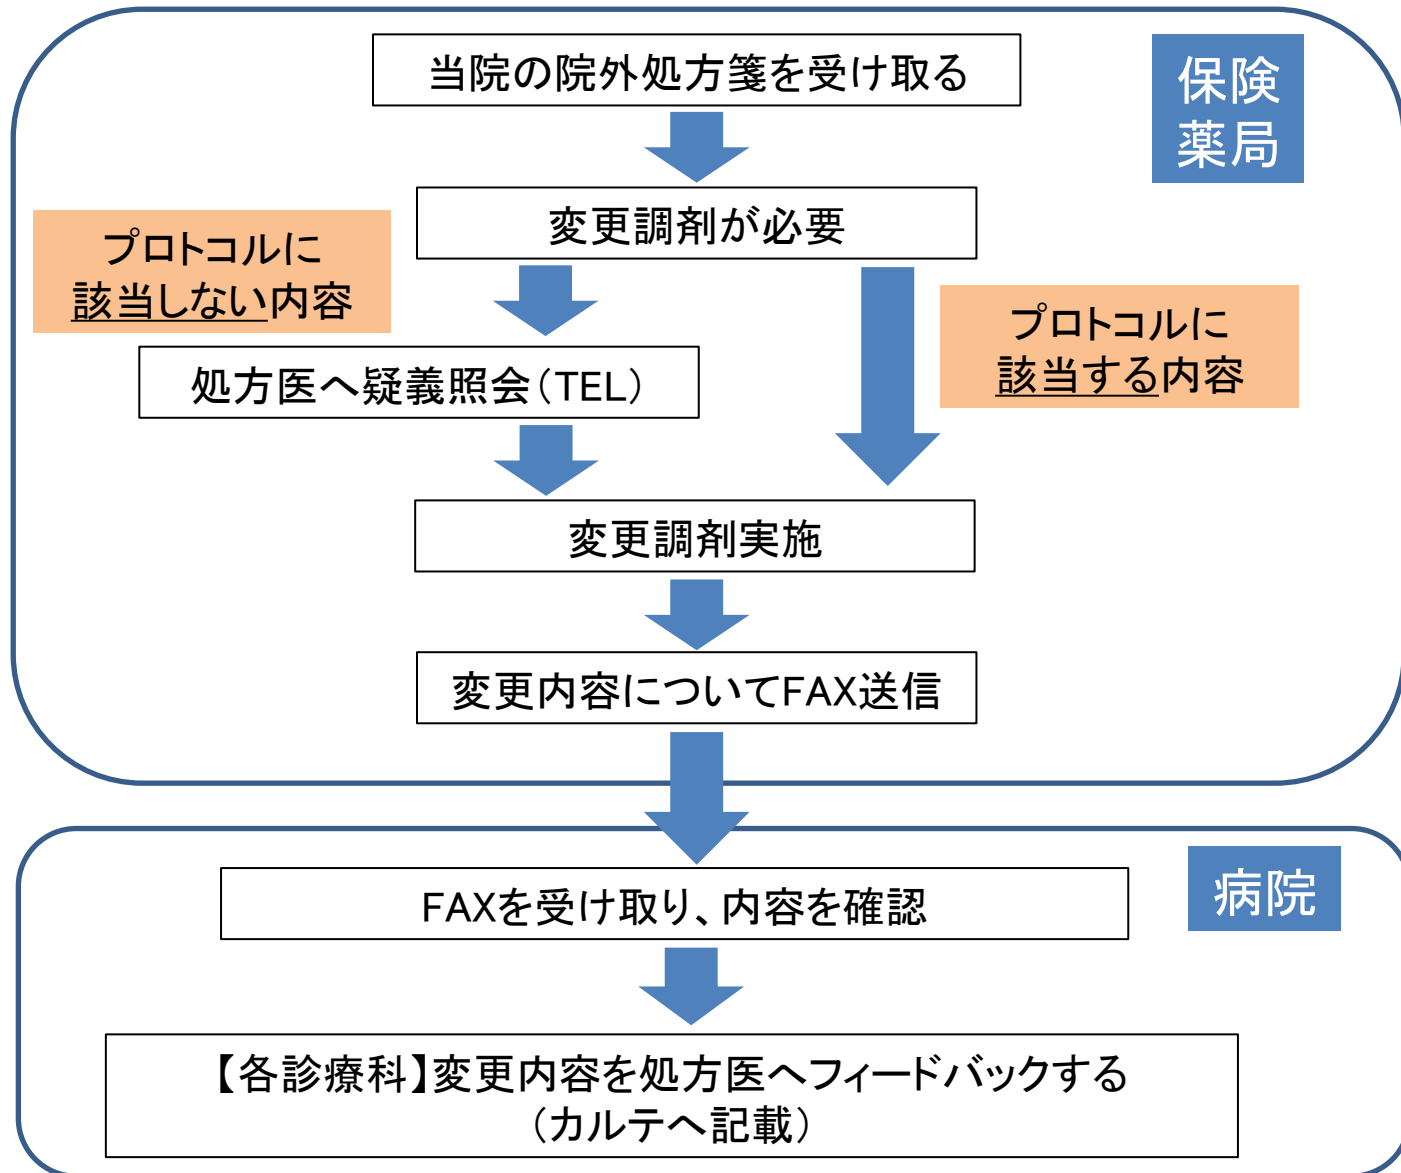 当院の院外処方箋を受け取る
保険
薬局
変更調剤が必要
プロトコルに
該当しない内容
プロトコルに
該当する内容
処方医へ疑義照会（TEL）
変更調剤実施
変更内容についてFAX送信
病院
FAXを受け取り、内容を確認
【各診療科】変更内容を処方医へフィードバックする
（カルテへ記載）